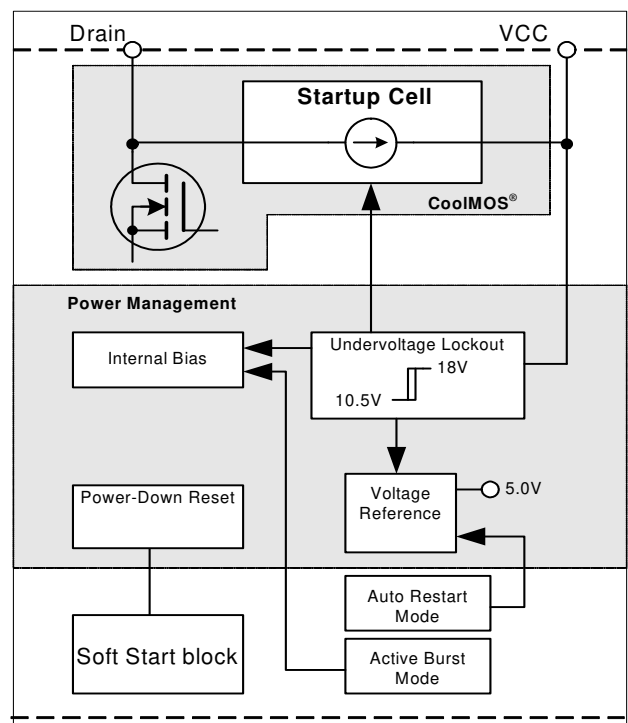 Drain
VCC
Startup Cell
CoolMOS®
Power Management
Internal Bias
Undervoltage Lockout
18V
10.5V
Power-Down Reset
Voltage
Reference
5.0V
Auto Restart
Mode
Soft Start block
Active Burst
Mode